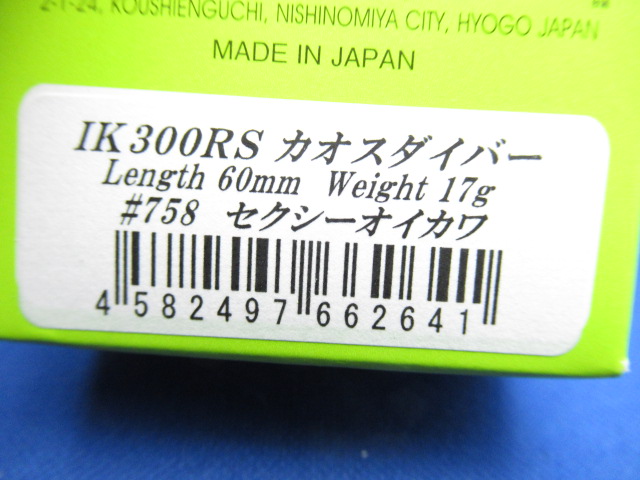 2-1-24, KOUSHIENGUCHI, NISHINOMIYA CITY, HYOGO JAPAN
MADE IN JAPAN
IK300RS カオスダイバー
Length 60mm Weight 17g
#758 セクシーオイカワ
4 582497 662641